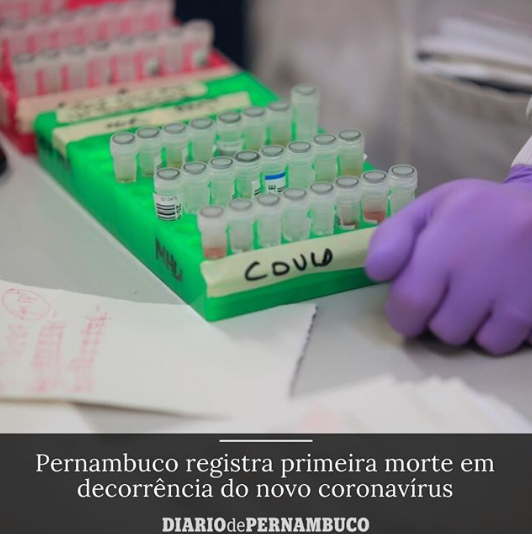 COVID
Pernambuco registra primeira morte em
decorrência do novo coronavírus
DIARIOdePERNAMBUCO